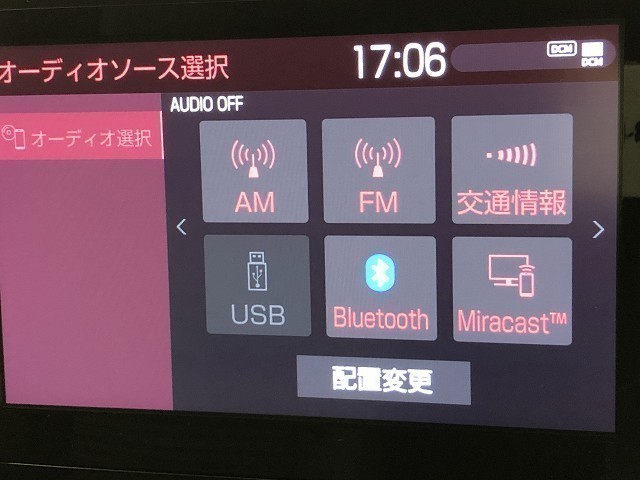 オーディオソース選択
17:06
DCM
DCM
オーディオ選択
AUDIO OFF
AM
FM
交通情報
USB
Bluetooth
Miracast™
配置変更